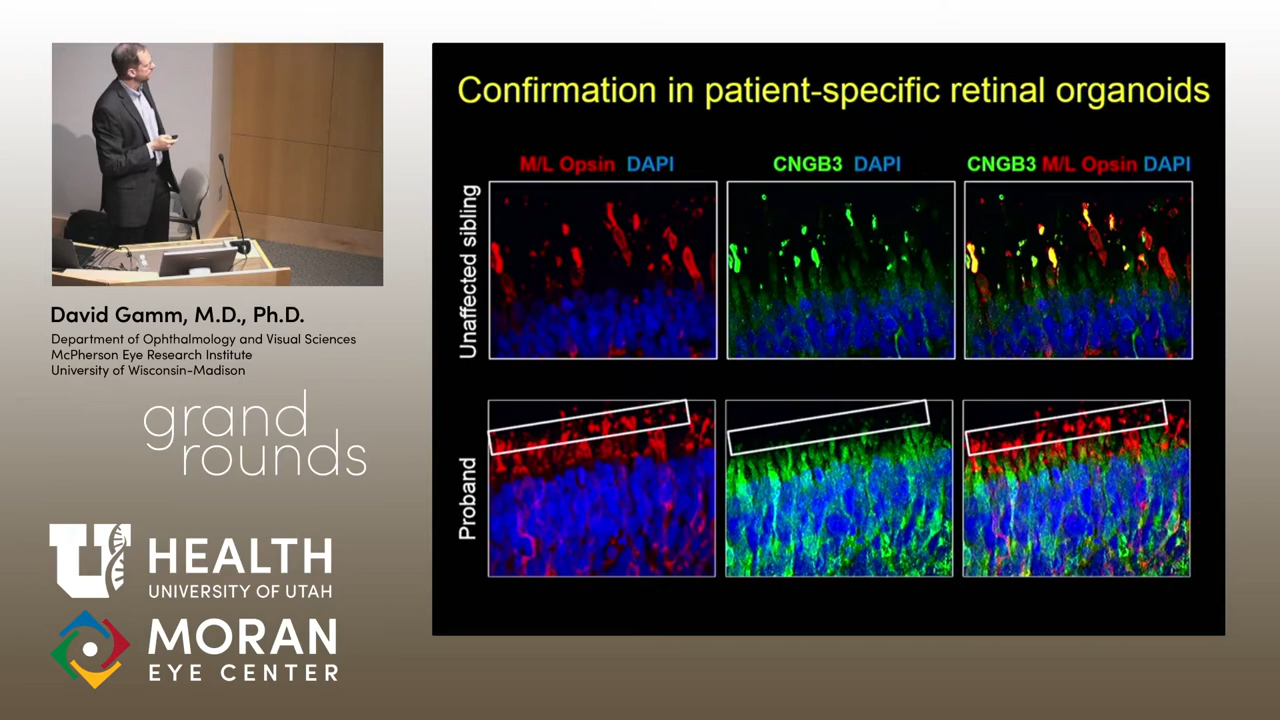 Confirmation in patient-specific retinal organoids
M/L Opsin DAPI
CNGB3 DAPI
CNGB3 M/L Opsin DAPI
Unaffected sibling
Proband
David Gamm, M.D., Ph.D.
Department of Ophthalmology and Visual Sciences
McPherson Eye Research Institute
University of Wisconsin-Madison
grand
rounds
U
HEALTH
UNIVERSITY OF UTAH
MORAN
EYE CENTER